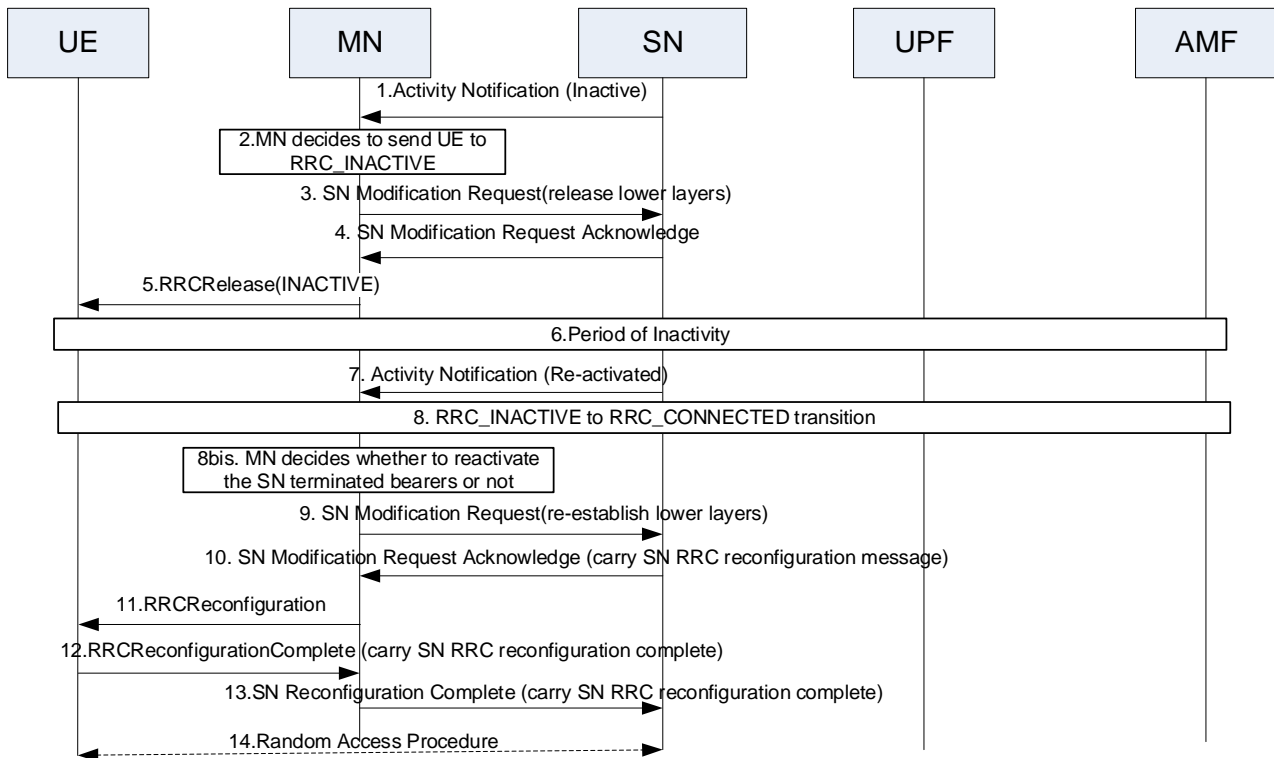 UE
MN
SN
UPF
AMF
1.Activity Notification (Inactive)
2.MN decides to send UE to
RRC_INACTIVE
3. SN Modification Request(release lower layers)
4. SN Modification Request Acknowledge
5.RRCRelease(INACTIVE)
6.Period of Inactivity
7. Activity Notification (Re-activated)
8. RRC_INACTIVE to RRC_CONNECTED transition
8bis. MN decides whether to reactivate
the SN terminated bearers or not
9. SN Modification Request(re-establish lower layers)
10. SN Modification Request Acknowledge (carry SN RRC reconfiguration message)
11.RRCReconfiguration
12.RRCReconfigurationComplete (carry SN RRC reconfiguration complete)
13.SN Reconfiguration Complete (carry SN RRC reconfiguration complete)
14.Random Access Procedure